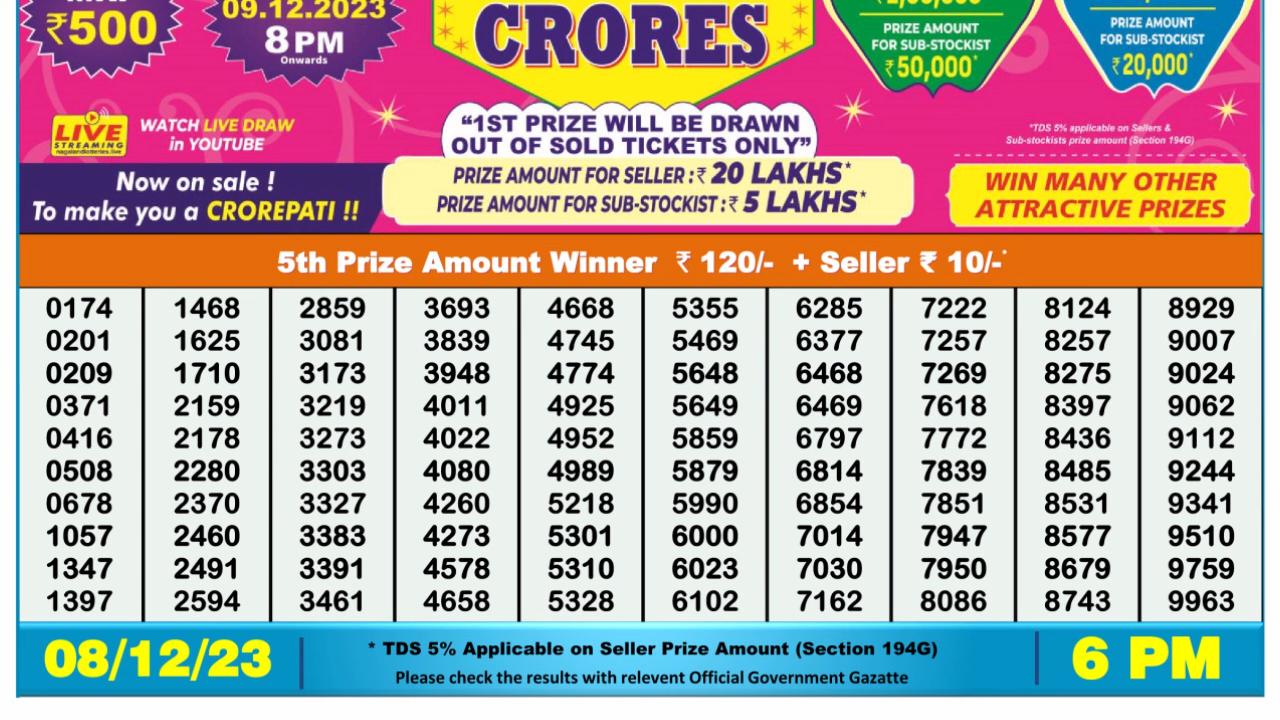 ₹500
09.12.2023
8 PM
Onwards
CRORES
PRIZE AMOUNT
FOR SUB-STOCKIST
₹ 50,000*
PRIZE AMOUNT
FOR SUB-STOCKIST
₹ 20,000*
LIVE
STREAMING
nagalandlotteries.live
WATCH LIVE DRAW
in YOUTUBE
“1ST PRIZE WILL BE DRAWN
OUT OF SOLD TICKETS ONLY”
*TDS 5% applicable on Sellers &
Sub-stockists prize amount (Section 194G)
Now on sale !
To make you a CROREPATI !!
PRIZE AMOUNT FOR SELLER :₹ 20 LAKHS*
PRIZE AMOUNT FOR SUB-STOCKIST :₹ 5 LAKHS*
WIN MANY OTHER
ATTRACTIVE PRIZES
5th Prize Amount Winner ₹ 120/- + Seller ₹ 10/-*
0174 1468 2859 3693 4668 5355 6285 7222 8124 8929
0201 1625 3081 3839 4745 5469 6377 7257 8257 9007
0209 1710 3173 3948 4774 5648 6468 7269 8275 9024
0371 2159 3219 4011 4925 5649 6469 7618 8397 9062
0416 2178 3273 4022 4952 5859 6797 7772 8436 9112
0508 2280 3303 4080 4989 5879 6814 7839 8485 9244
0678 2370 3327 4260 5218 5990 6854 7851 8531 9341
1057 2460 3383 4273 5301 6000 7014 7947 8577 9510
1347 2491 3391 4578 5310 6023 7030 7950 8679 9759
1397 2594 3461 4658 5328 6102 7162 8086 8743 9963
08/12/23
* TDS 5% Applicable on Seller Prize Amount (Section 194G)
Please check the results with relevent Official Government Gazatte
6 PM